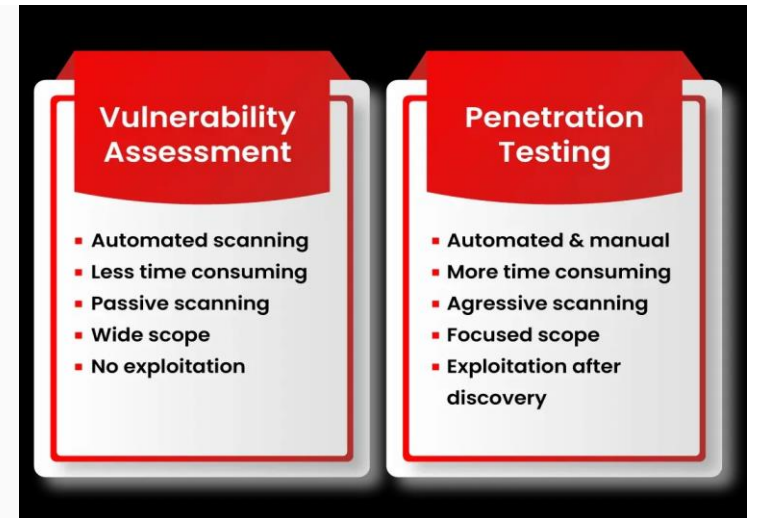 Vulnerability
Assessment
▪ Automated scanning
▪ Less time consuming
▪ Passive scanning
▪ Wide scope
▪ No exploitation
Penetration
Testing
▪ Automated & manual
▪ More time consuming
▪ Agressive scanning
▪ Focused scope
▪ Exploitation after
discovery